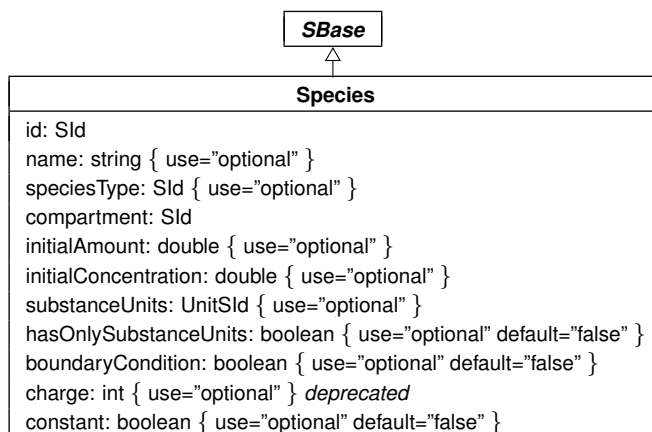 SBase
Species
id: SId
name: string { use="optional" }
speciesType: SId { use="optional" }
compartment: SId
initialAmount: double { use="optional" }
initialConcentration: double { use="optional" }
substanceUnits: UnitSId { use="optional" }
hasOnlySubstanceUnits: boolean { use="optional" default="false" }
boundaryCondition: boolean { use="optional" default="false" }
charge: int { use="optional" } deprecated
constant: boolean { use="optional" default="false" }